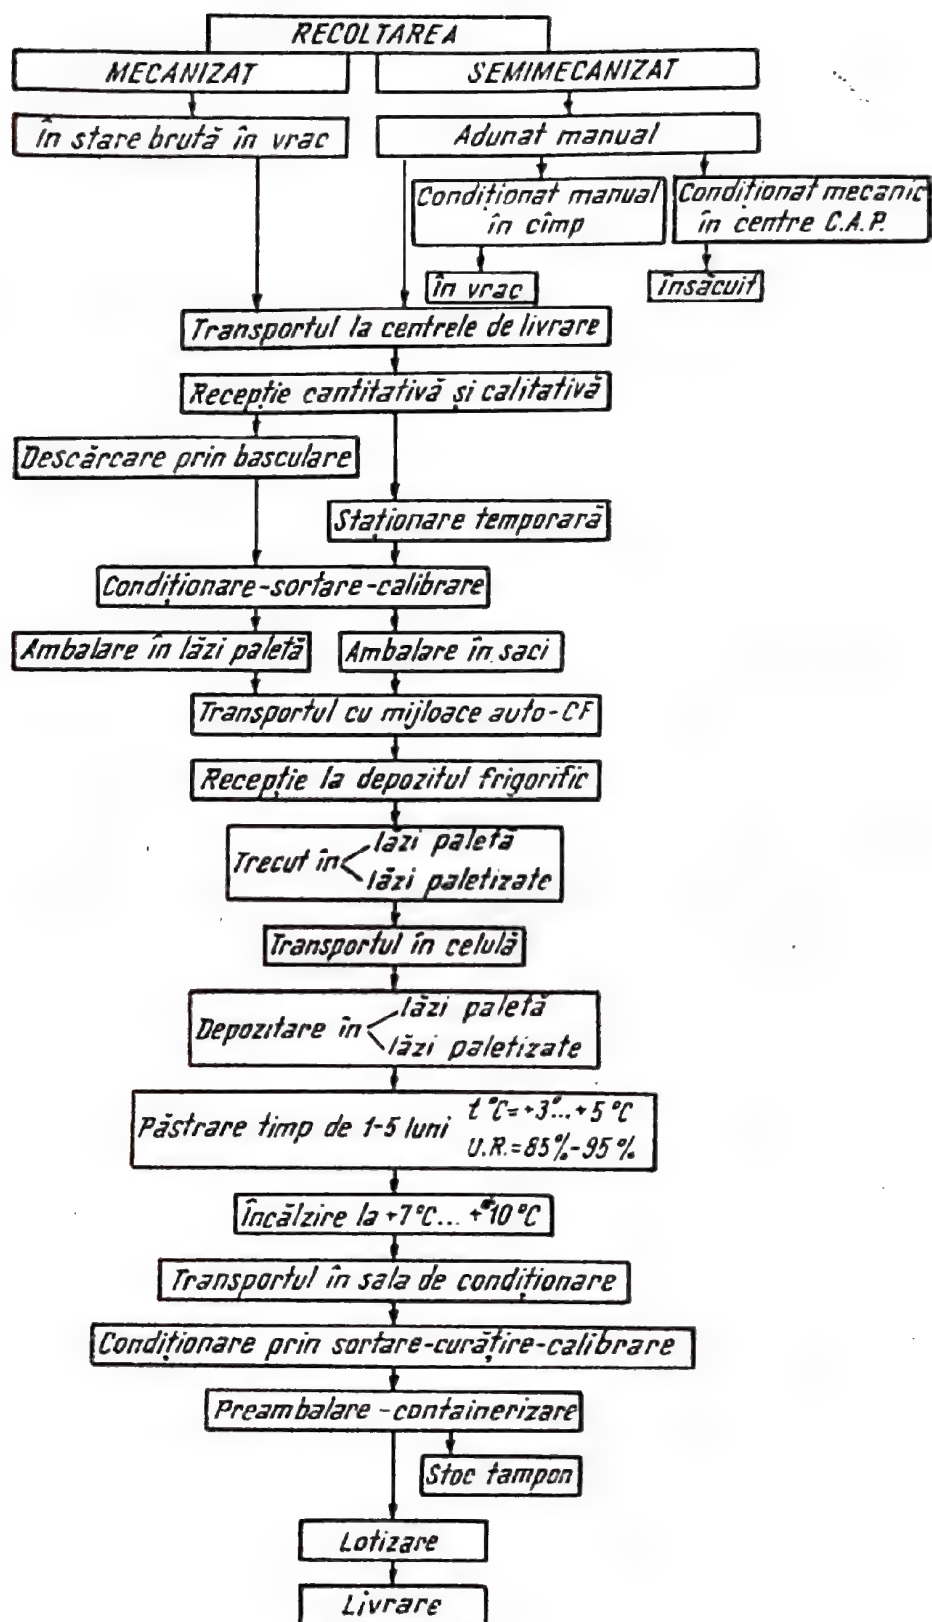 RECOLTAREA
MECANIZAT
SEMIMECANIZAT
În stare brută în vrac
Adunat manual
Condiționat manual
în cîmp
Condiționat mecanic
în centre C.A.P.
În vrac
Însăcuit
Transportul la centrele de livrare
Recepție cantitativă și calitativă
Descărcare prin basculare
Staționare temporară
Condiționare-sortare-calibrare
Ambalare în lăzi paletă
Ambalare în saci
Transportul cu mijloace auto-CF
Recepție la depozitul frigorific
Trecut în
lăzi paletă
lăzi paletizate
Transportul în celulă
Depozitare în
lăzi paletă
lăzi paletizate
Păstrare timp de 1-5 luni
t°C=+3°...+5°C
U.R.=85%-95%
Încălzire la +7°C...+10°C
Transportul în sala de condiționare
Condiționare prin sortare-curățire-calibrare
Preambalare-containerizare
Stoc tampon
Lotizare
Livrare